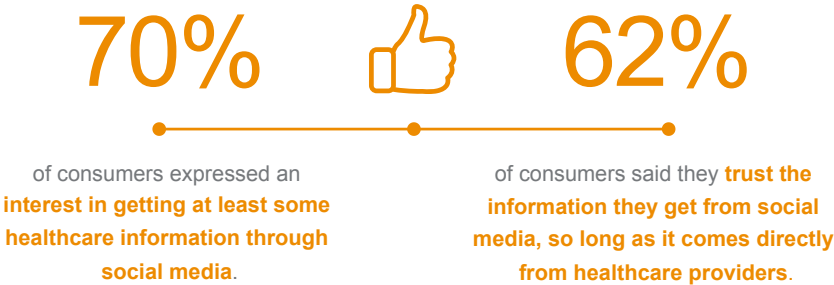 70%
62%
of consumers expressed an
interest in getting at least some
healthcare information through
social media.
of consumers said they trust the
information they get from social
media, so long as it comes directly
from healthcare providers.